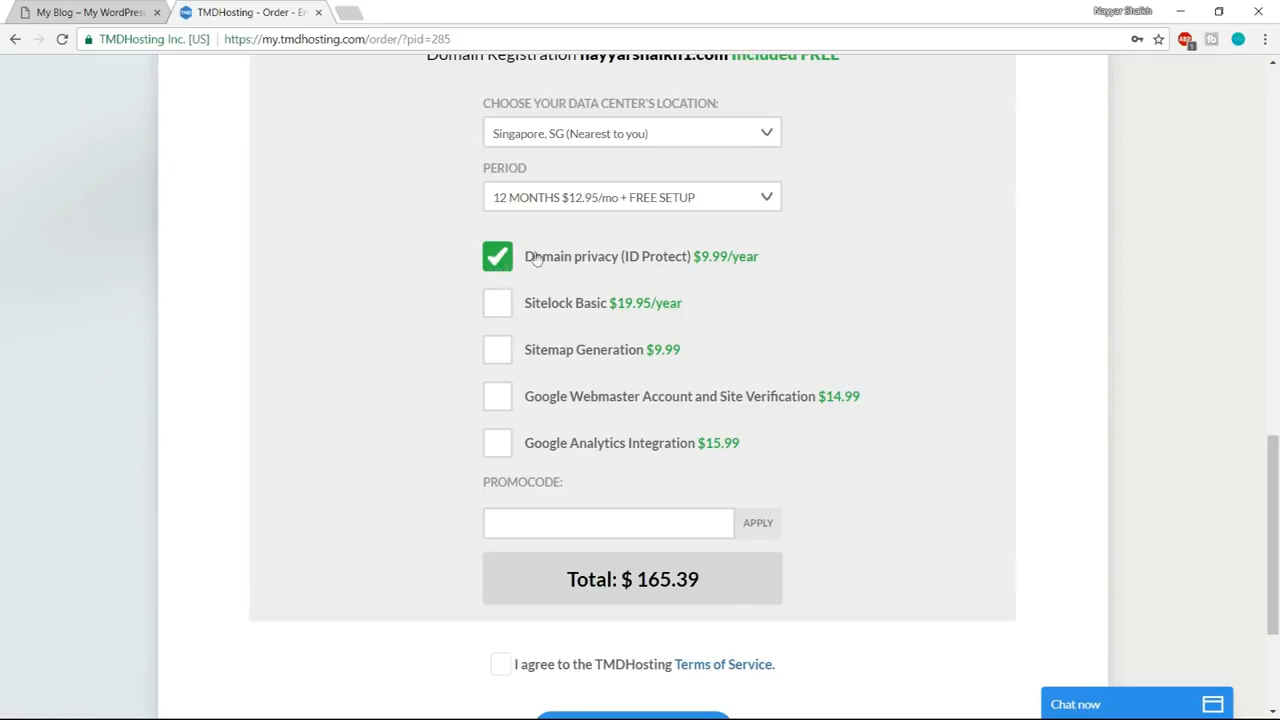 My Blog – My WordPress
TMDHosting - Order - En
Nayyar Shaikh
TMDHosting Inc. [US]
https://my.tmdhosting.com/order/?pid=285
Domain Registration nayyarshaikh1.com Included FREE
CHOOSE YOUR DATA CENTER'S LOCATION:
Singapore, SG (Nearest to you)
PERIOD
12 MONTHS $12.95/mo + FREE SETUP
Domain privacy (ID Protect) $9.99/year
Sitelock Basic $19.95/year
Sitemap Generation $9.99
Google Webmaster Account and Site Verification $14.99
Google Analytics Integration $15.99
PROMOCODE:
APPLY
Total: $ 165.39
I agree to the TMDHosting Terms of Service.
Chat now